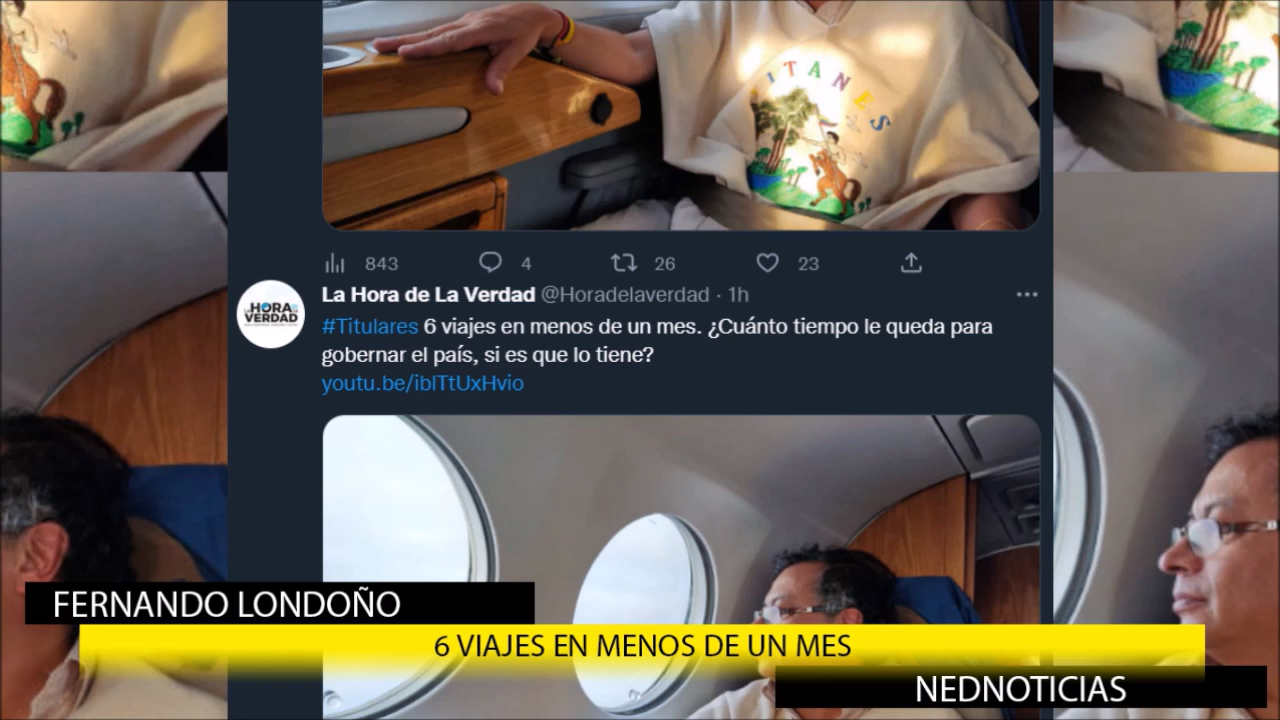 ITANES
843 4 26 23
La Hora de La Verdad @Horadelaverdad · 1h
HORA
VERDAD
#Titulares 6 viajes en menos de un mes. ¿Cuánto tiempo le queda para
gobernar el país, si es que lo tiene?
youtu.be/iblTtUxHvio
FERNANDO LONDOÑO
6 VIAJES EN MENOS DE UN MES
NEDNOTICIAS